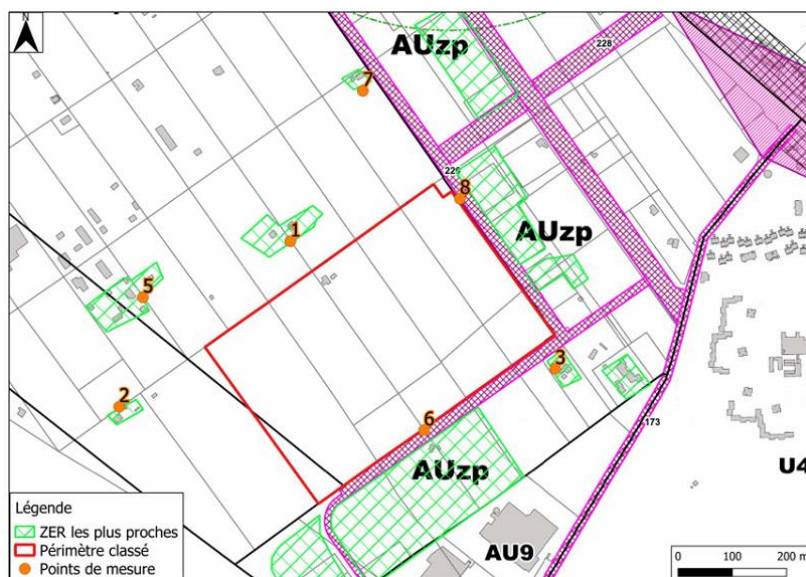 N
AUzp
228
7
229
8
AUzp
1
5
3
2
6
173
AUzp
U4
AU9
Légende
ZER les plus proches
Périmètre classé
Points de mesure
0 100 200 m